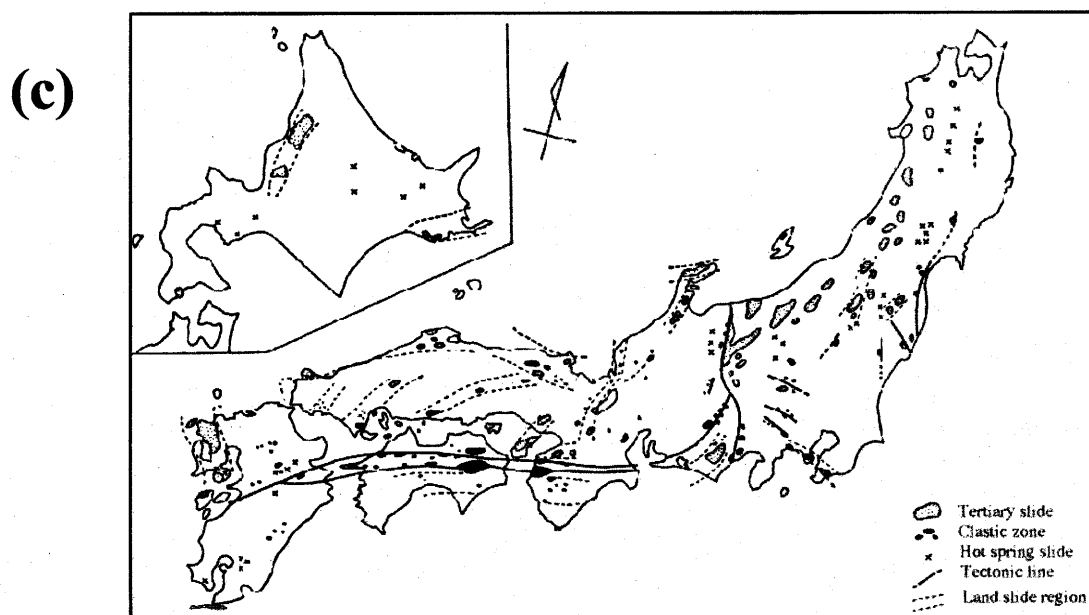 (c)
Tertiary slide
Clastic zone
Hot spring slide
Tectonic line
Land slide region